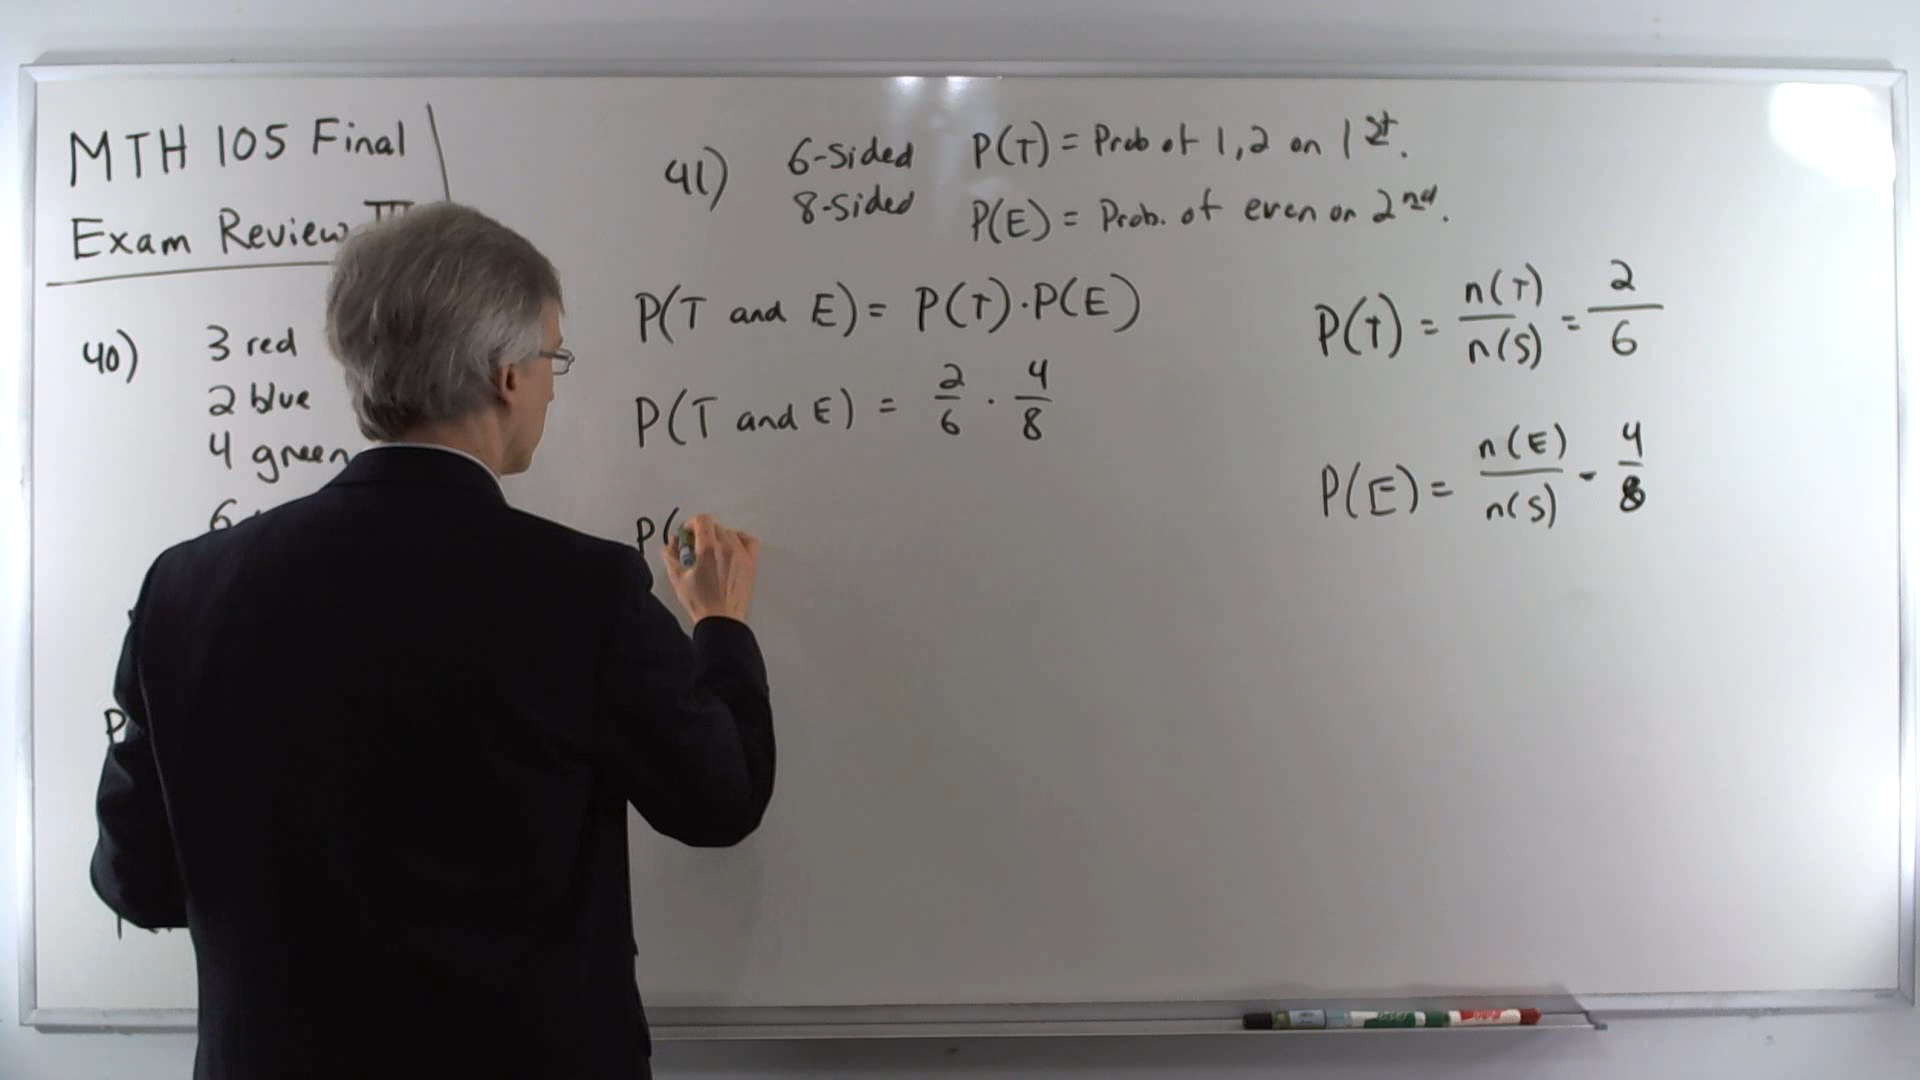 MTH 105 Final
Exam Review III
40) 3 red
2 blue
4 green
6
P
41) 6-Sided P(T) = Prob of 1,2 on 1st.
8-Sided P(E) = Prob. of even on 2nd.
P(T and E) = P(T)·P(E)
P(T and E) = 2/6 · 4/8
P(
P(T) = n(T)/n(S) = 2/6
P(E) = n(E)/n(S) - 4/8